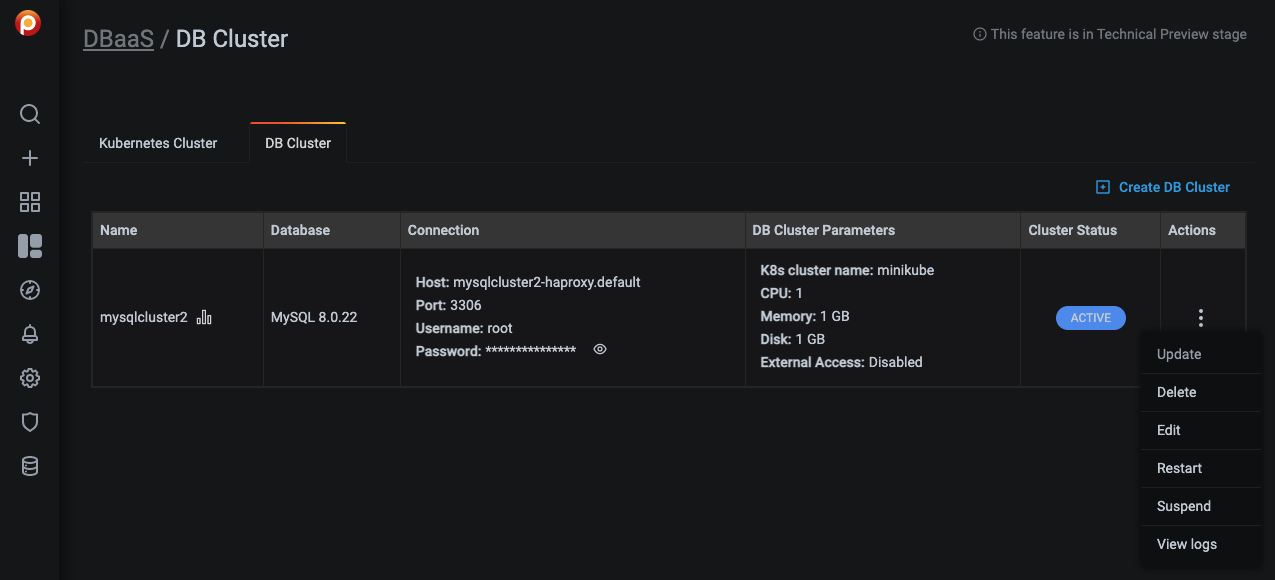 DBaaS / DB Cluster
This feature is in Technical Preview stage
Kubernetes Cluster
DB Cluster
Create DB Cluster
Name Database Connection DB Cluster Parameters Cluster Status Actions
mysqlcluster2
MySQL 8.0.22
Host: mysqlcluster2-haproxy.default
Port: 3306
Username: root
Password: ***************
K8s cluster name: minikube
CPU: 1
Memory: 1 GB
Disk: 1 GB
External Access: Disabled
ACTIVE
Update
Delete
Edit
Restart
Suspend
View logs